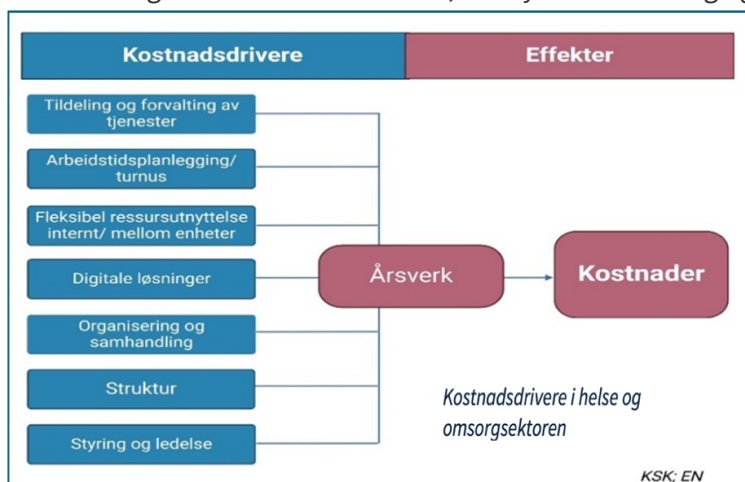 Kostnadsdrivere
Effekter
Tildeling og forvalting av
tjenester
Arbeidstidsplanlegging/
turnus
Fleksibel ressursutnyttelse
internt/ mellom enheter
Digitale løsninger
Organisering og
samhandling
Struktur
Styring og ledelse
Årsverk
Kostnader
Kostnadsdrivere i helse og
omsorgsektoren
KSK; EN